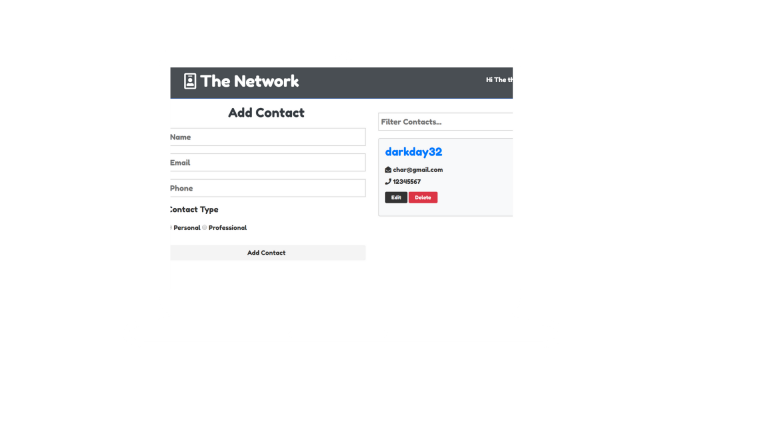 The Network
Hi The th
Add Contact
Name
Email
Phone
Contact Type
Personal Professional
Add Contact
Filter Contacts...
darkday32
char@gmail.com
12345567
Edit Delete